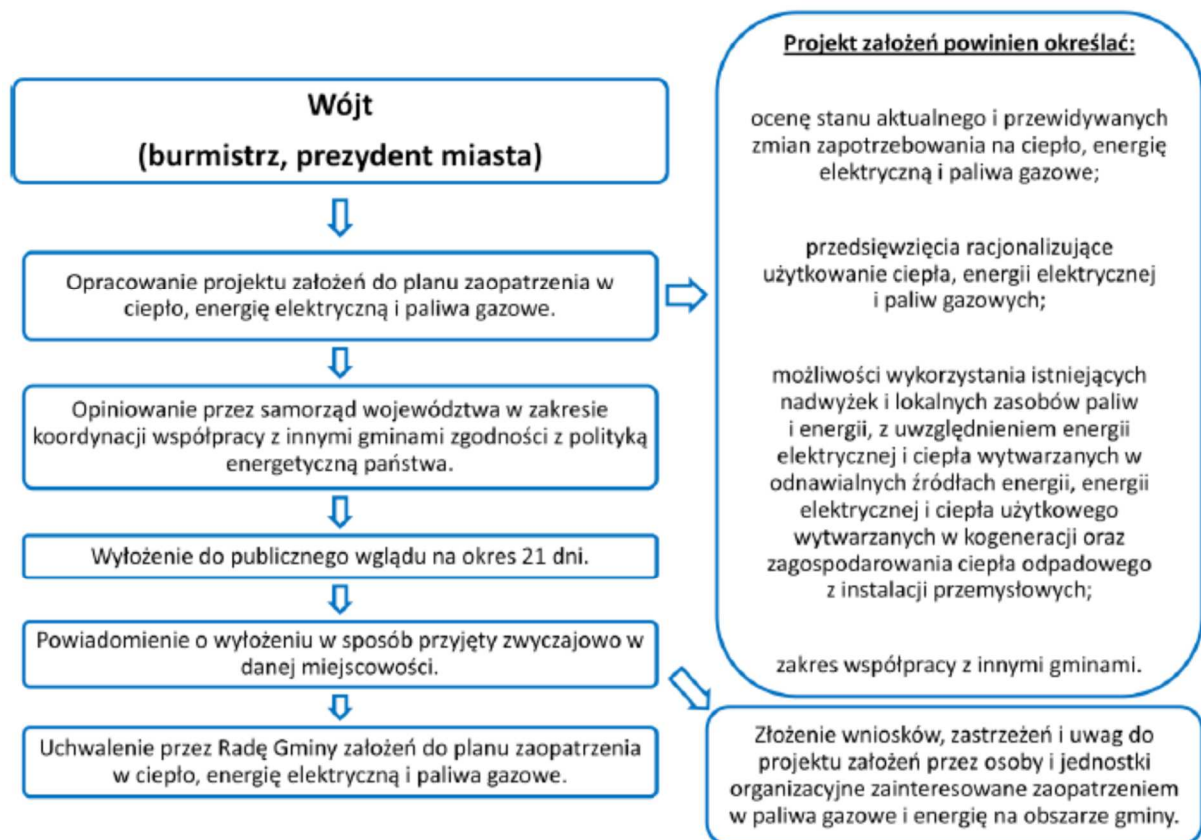 Wójt
(burmistrz, prezydent miasta)
Opracowanie projektu założeń do planu zaopatrzenia w
ciepło, energię elektryczną i paliwa gazowe.
Opiniowanie przez samorząd województwa w zakresie
koordynacji współpracy z innymi gminami zgodności z polityką
energetyczną państwa.
Wyłożenie do publicznego wglądu na okres 21 dni.
Powiadomienie o wyłożeniu w sposób przyjęty zwyczajowo w
danej miejscowości.
Uchwalenie przez Radę Gminy założeń do planu zaopatrzenia
w ciepło, energię elektryczną i paliwa gazowe.
Projekt założeń powinien określać:
ocenę stanu aktualnego i przewidywanych
zmian zapotrzebowania na ciepło, energię
elektryczną i paliwa gazowe;
przedsięwzięcia racjonalizujące
użytkowanie ciepła, energii elektrycznej
i paliw gazowych;
możliwości wykorzystania istniejących
nadwyżek i lokalnych zasobów paliw
i energii, z uwzględnieniem energii
elektrycznej i ciepła wytwarzanych w
odnawialnych źródłach energii, energii
elektrycznej i ciepła użytkowego
wytwarzanych w kogeneracji oraz
zagospodarowania ciepła odpadowego
z instalacji przemysłowych;
zakres współpracy z innymi gminami.
Złożenie wniosków, zastrzeżeń i uwag do
projektu założeń przez osoby i jednostki
organizacyjne zainteresowane zaopatrzeniem
w paliwa gazowe i energię na obszarze gminy.